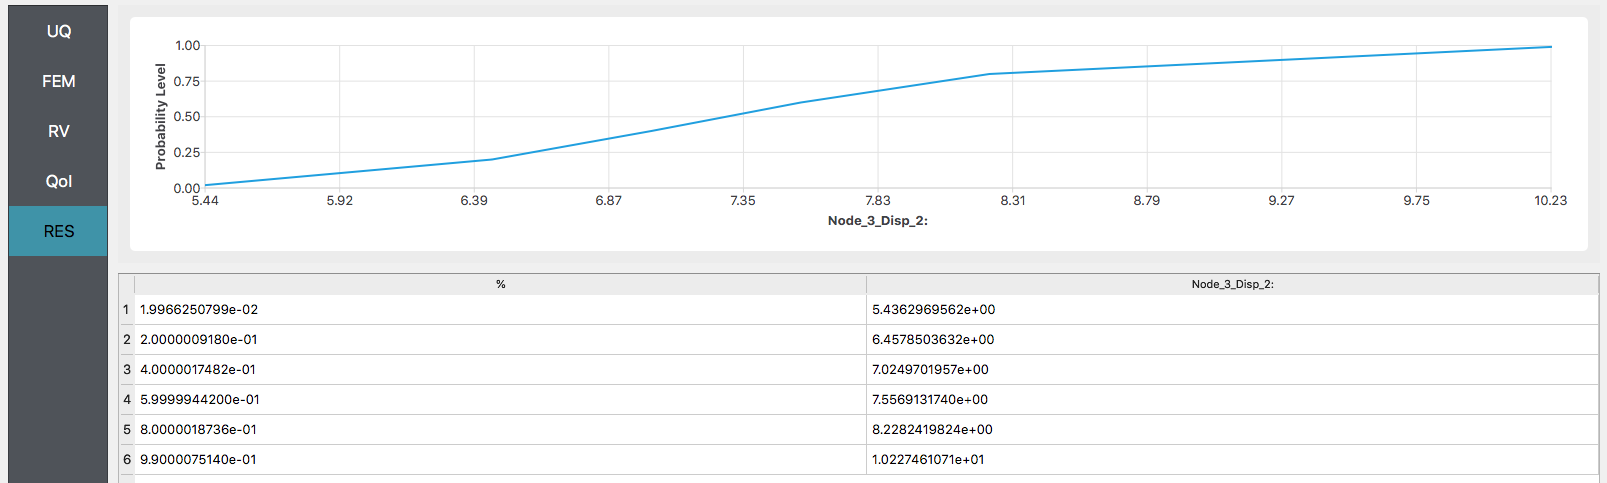 UQ
FEM
RV
QoI
RES
Probability Level
1.00
0.75
0.50
0.25
0.00
5.44 5.92 6.39 6.87 7.35 7.83 8.31 8.79 9.27 9.75 10.23
Node_3_Disp_2:
% Node_3_Disp_2:
1 1.9966250799e-02 5.4362969562e+00
2 2.0000009180e-01 6.4578503632e+00
3 4.0000017482e-01 7.0249701957e+00
4 5.9999944200e-01 7.5569131740e+00
5 8.0000018736e-01 8.2282419824e+00
6 9.9000075140e-01 1.0227461071e+01